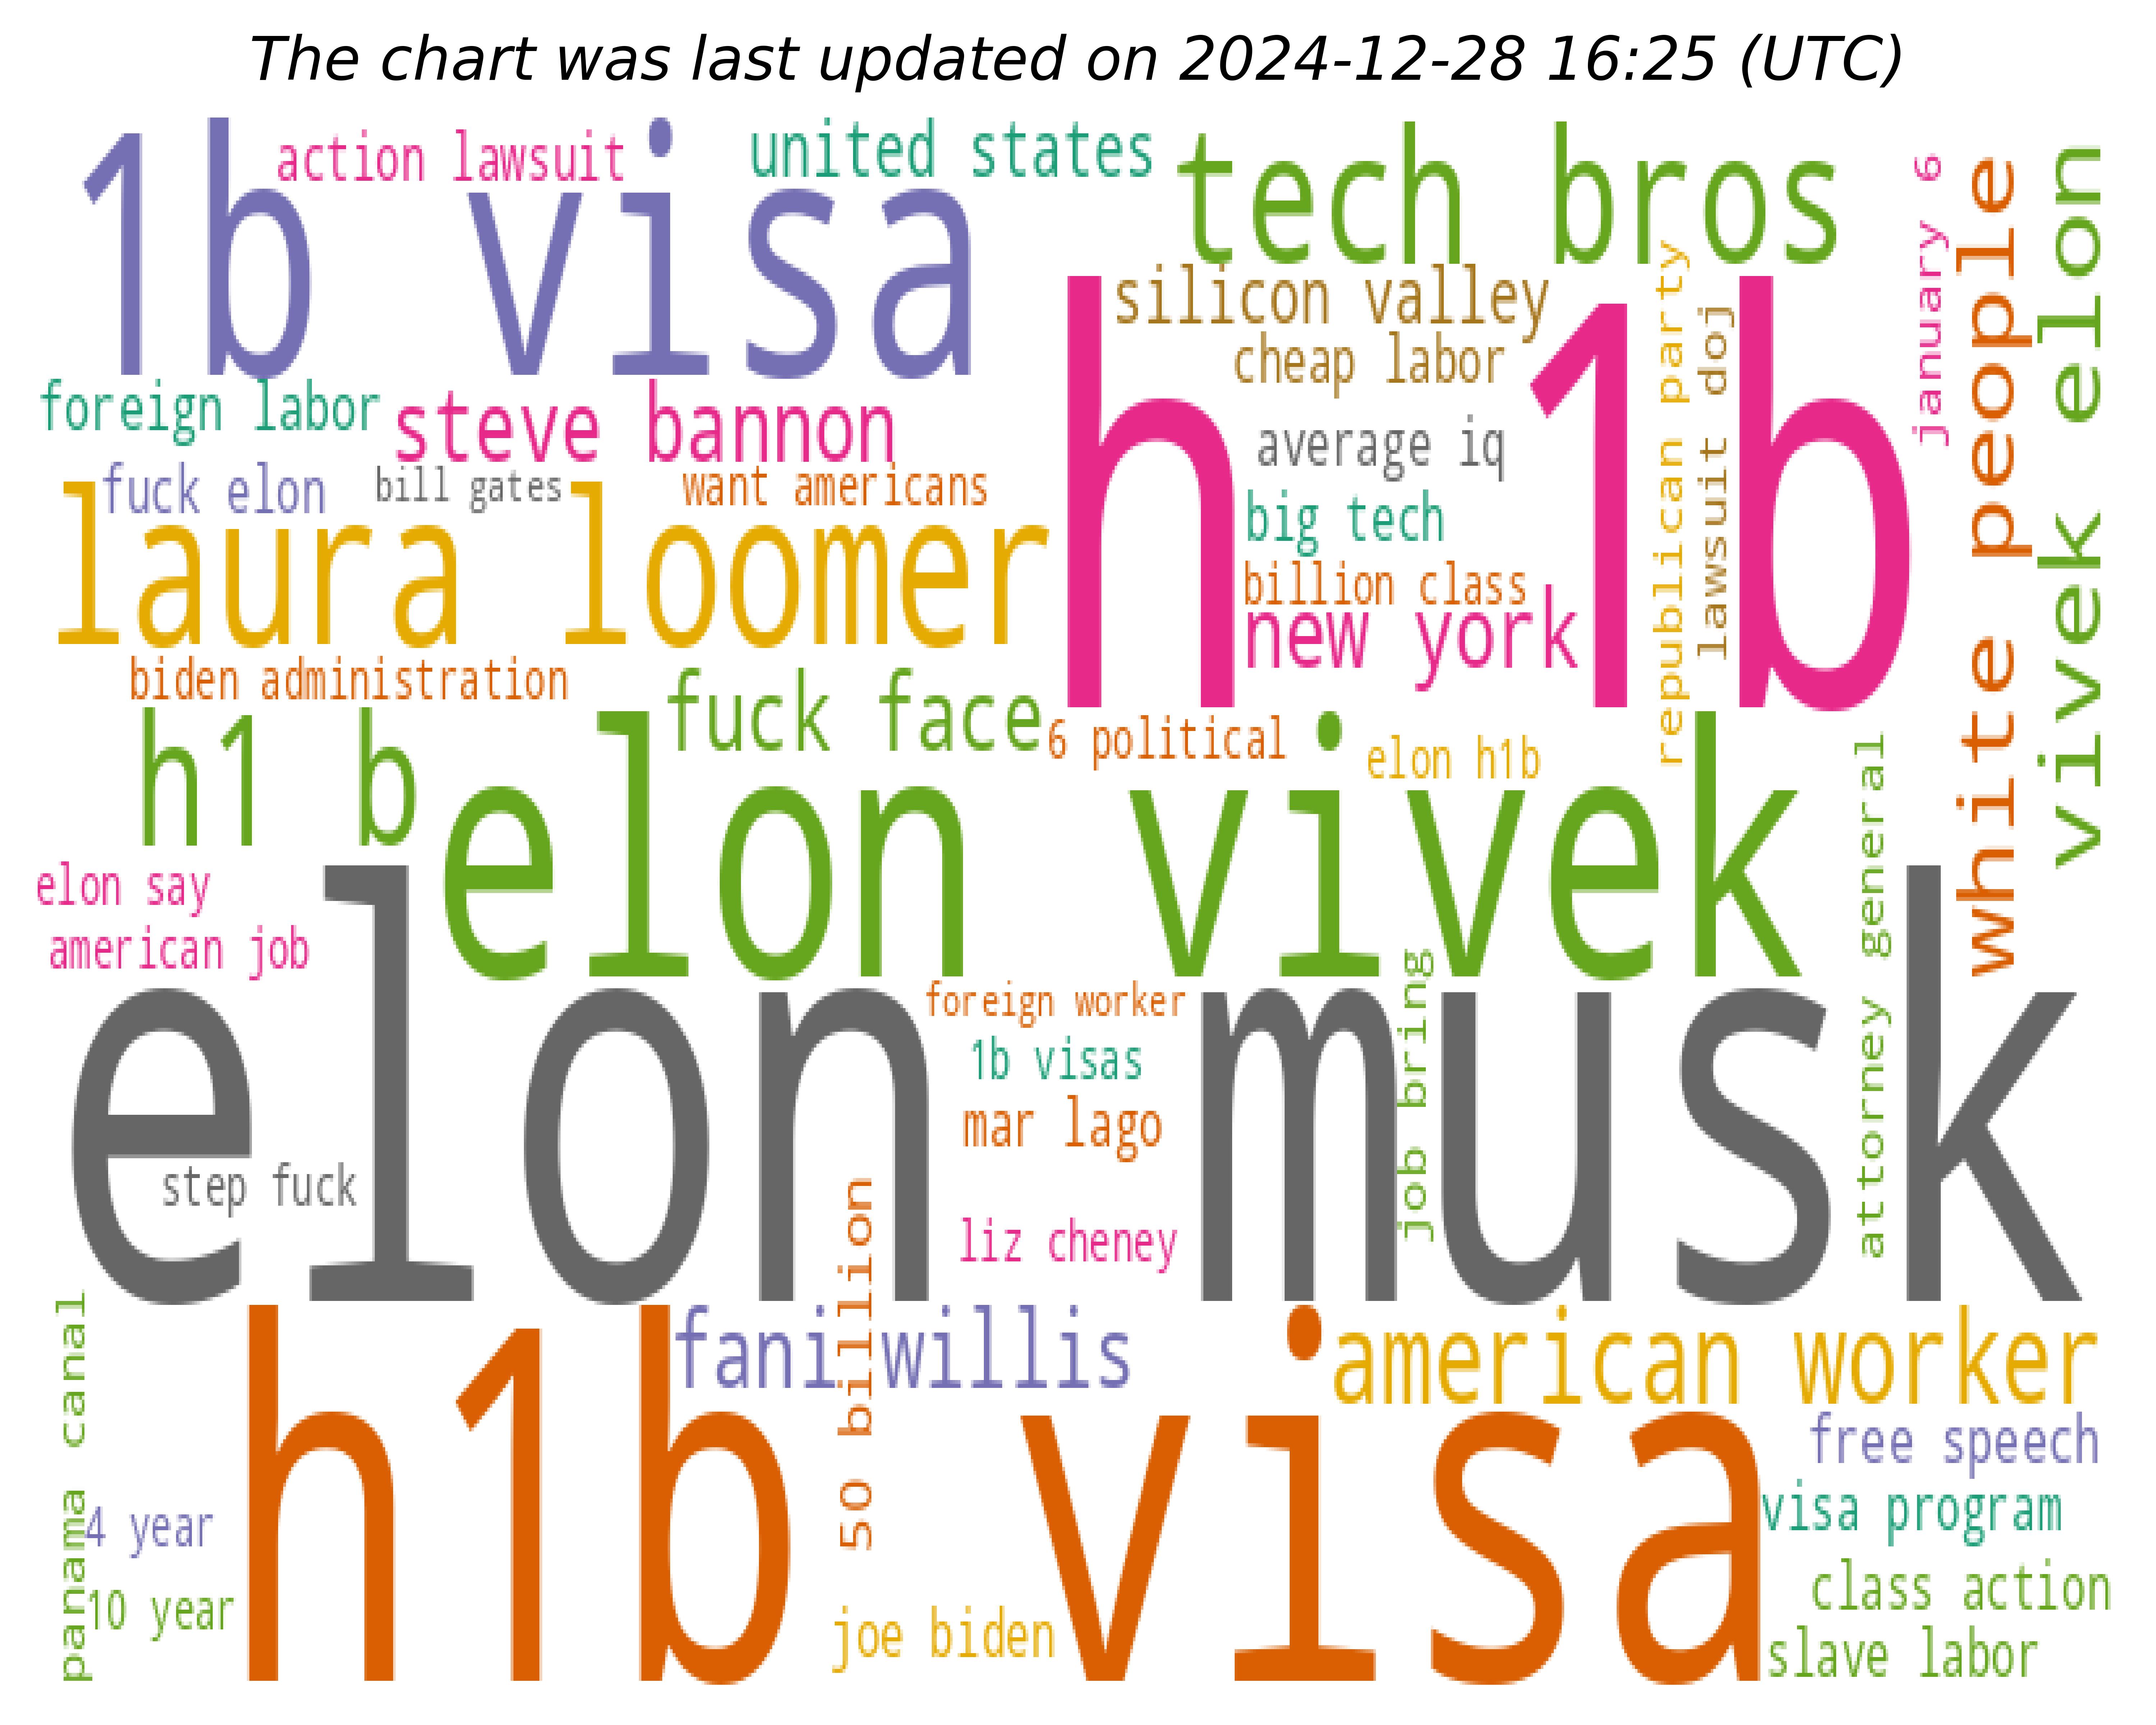 The chart was last updated on 2024-12-28 16:25 (UTC)
1b visa
action lawsuit
united states
tech bros
january 6
white people
vivek elon
silicon valley
cheap labor
republican party
lawsuit doj
h 1b
foreign labor
steve bannon
average iq
fuck elon
bill gates
want americans
big tech
laura loomer
billion class
new york
biden administration
fuck face
6 political
elon h1b
h1 b
elon vivek
attorney general
elon say
american job
elon musk
foreign worker
job bring
1b visas
mar lago
step fuck
liz cheney
50 billion
panama canal
fani willis
american worker
h1b visa
free speech
4 year
visa program
10 year
class action
joe biden
slave labor